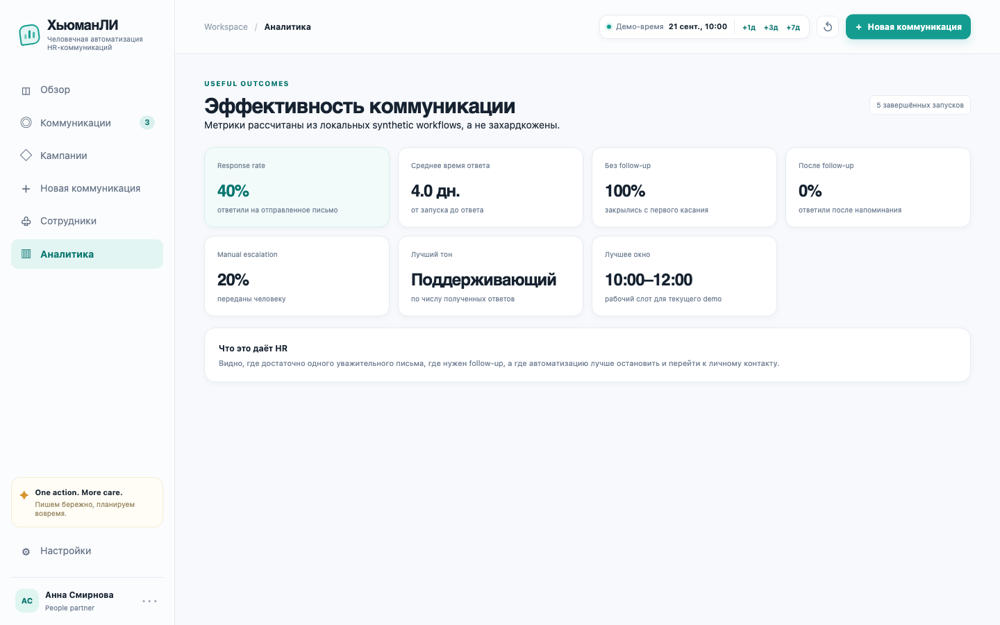 ХьюманЛИ
Человечная автоматизация
HR-коммуникаций
Обзор
Коммуникации 3
Кампании
Новая коммуникация
Сотрудники
Аналитика
One action. More care.
Пишем бережно, планируем
вовремя.
Настройки
АС
Анна Смирнова
People partner
Workspace / Аналитика
Демо-время 21 сент., 10:00 +1д +3д +7д
+ Новая коммуникация
USEFUL OUTCOMES
Эффективность коммуникации
Метрики рассчитаны из локальных synthetic workflows, а не захардкожены.
5 завершённых запусков
Response rate
40%
ответили на отправленное письмо
Среднее время ответа
4.0 дн.
от запуска до ответа
Без follow-up
100%
закрылись с первого касания
После follow-up
0%
ответили после напоминания
Manual escalation
20%
переданы человеку
Лучший тон
Поддерживающий
по числу полученных ответов
Лучшее окно
10:00–12:00
рабочий слот для текущего demo
Что это даёт HR
Видно, где достаточно одного уважительного письма, где нужен follow-up, а где автоматизацию лучше остановить и перейти к личному контакту.